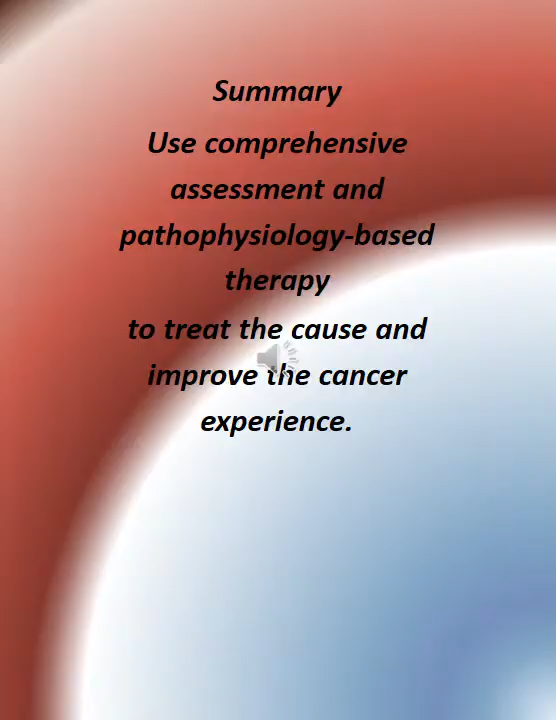 Summary
Use comprehensive
assessment and
pathophysiology-based
therapy
to treat the cause and
improve the cancer
experience.